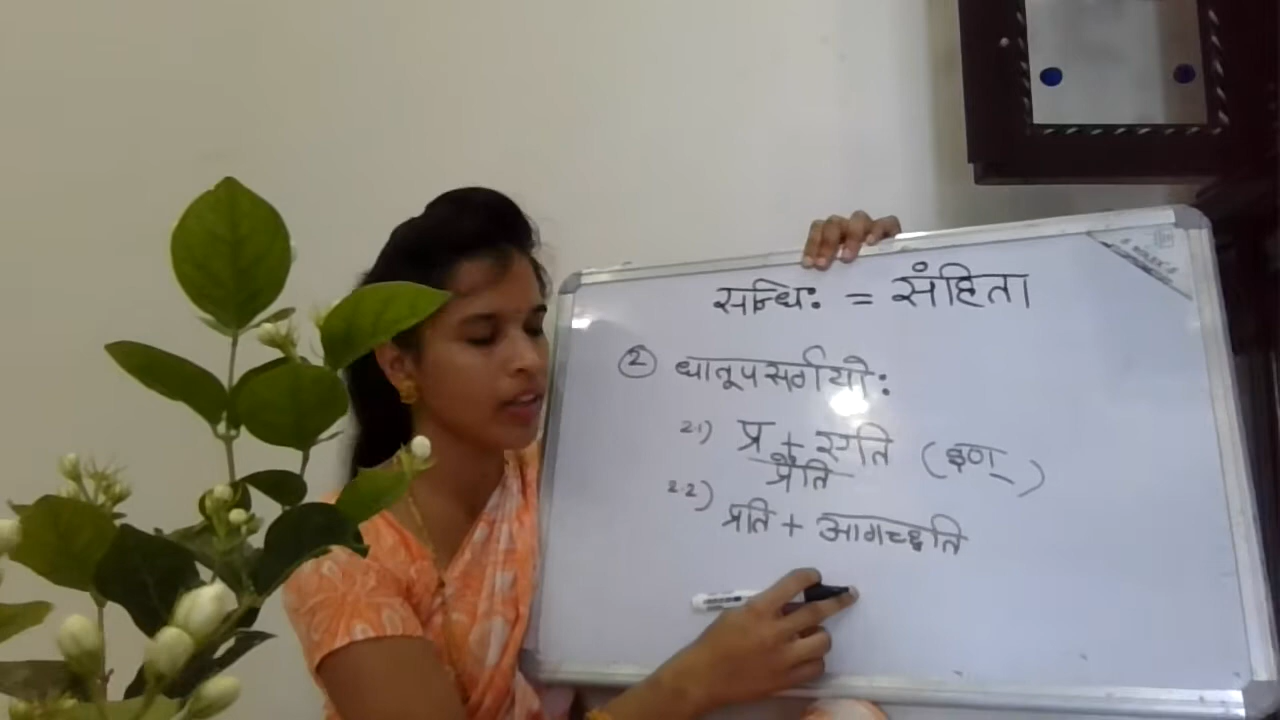 सन्धिः = संहिता
② धातूपसर्गयोः
2.1) प्र + एति (इण्)
प्रैति
2.2) प्रति + आगच्छति